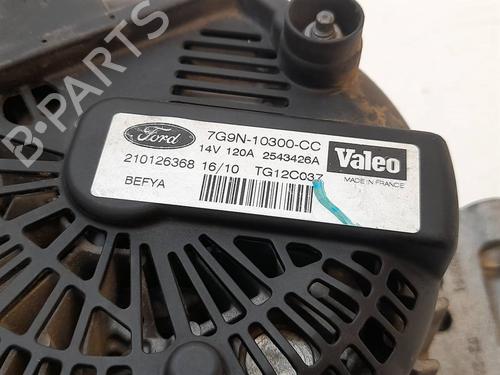 Ford 7G9N-10300-CC
14V 120A 2543426A
Valeo
MADE IN FRANCE
210126368 16/10 TG12C037
BEFYA
B-PARTS